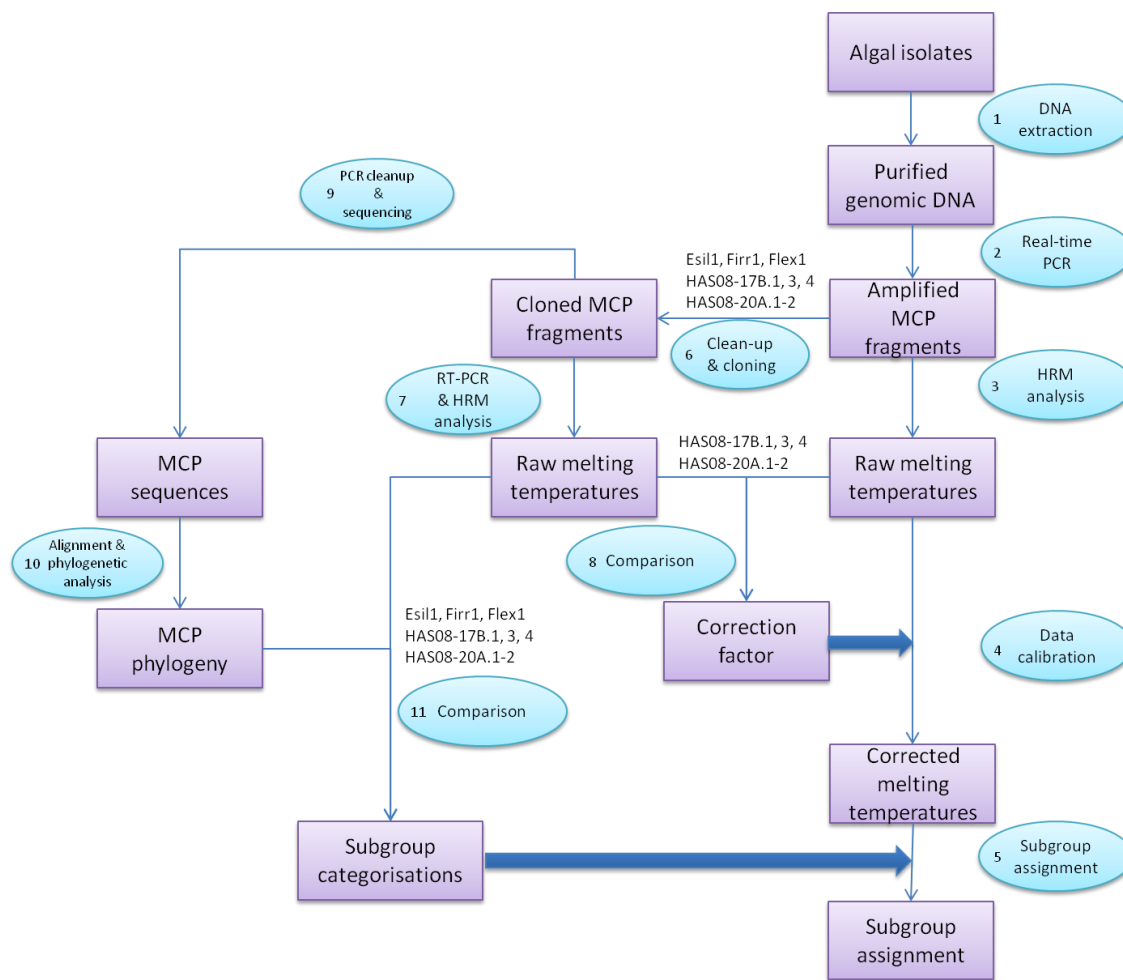 Algal isolates
1 DNA
extraction
Purified
genomic DNA
9 PCR cleanup
&
sequencing
2 Real-time
PCR
Esil1, Firr1, Flex1
HAS08-17B.1, 3, 4
HAS08-20A.1-2
Cloned MCP
fragments
Amplified
MCP
fragments
6 Clean-up
& cloning
7 RT-PCR
& HRM
analysis
3 HRM
analysis
HAS08-17B.1, 3, 4
HAS08-20A.1-2
MCP
sequences
Raw melting
temperatures
Raw melting
temperatures
10 Alignment &
phylogenetic
analysis
8 Comparison
Esil1, Firr1, Flex1
HAS08-17B.1, 3, 4
HAS08-20A.1-2
MCP
phylogeny
Correction
factor
4 Data
calibration
11 Comparison
Corrected
melting
temperatures
Subgroup
categorisations
5 Subgroup
assignment
Subgroup
assignment